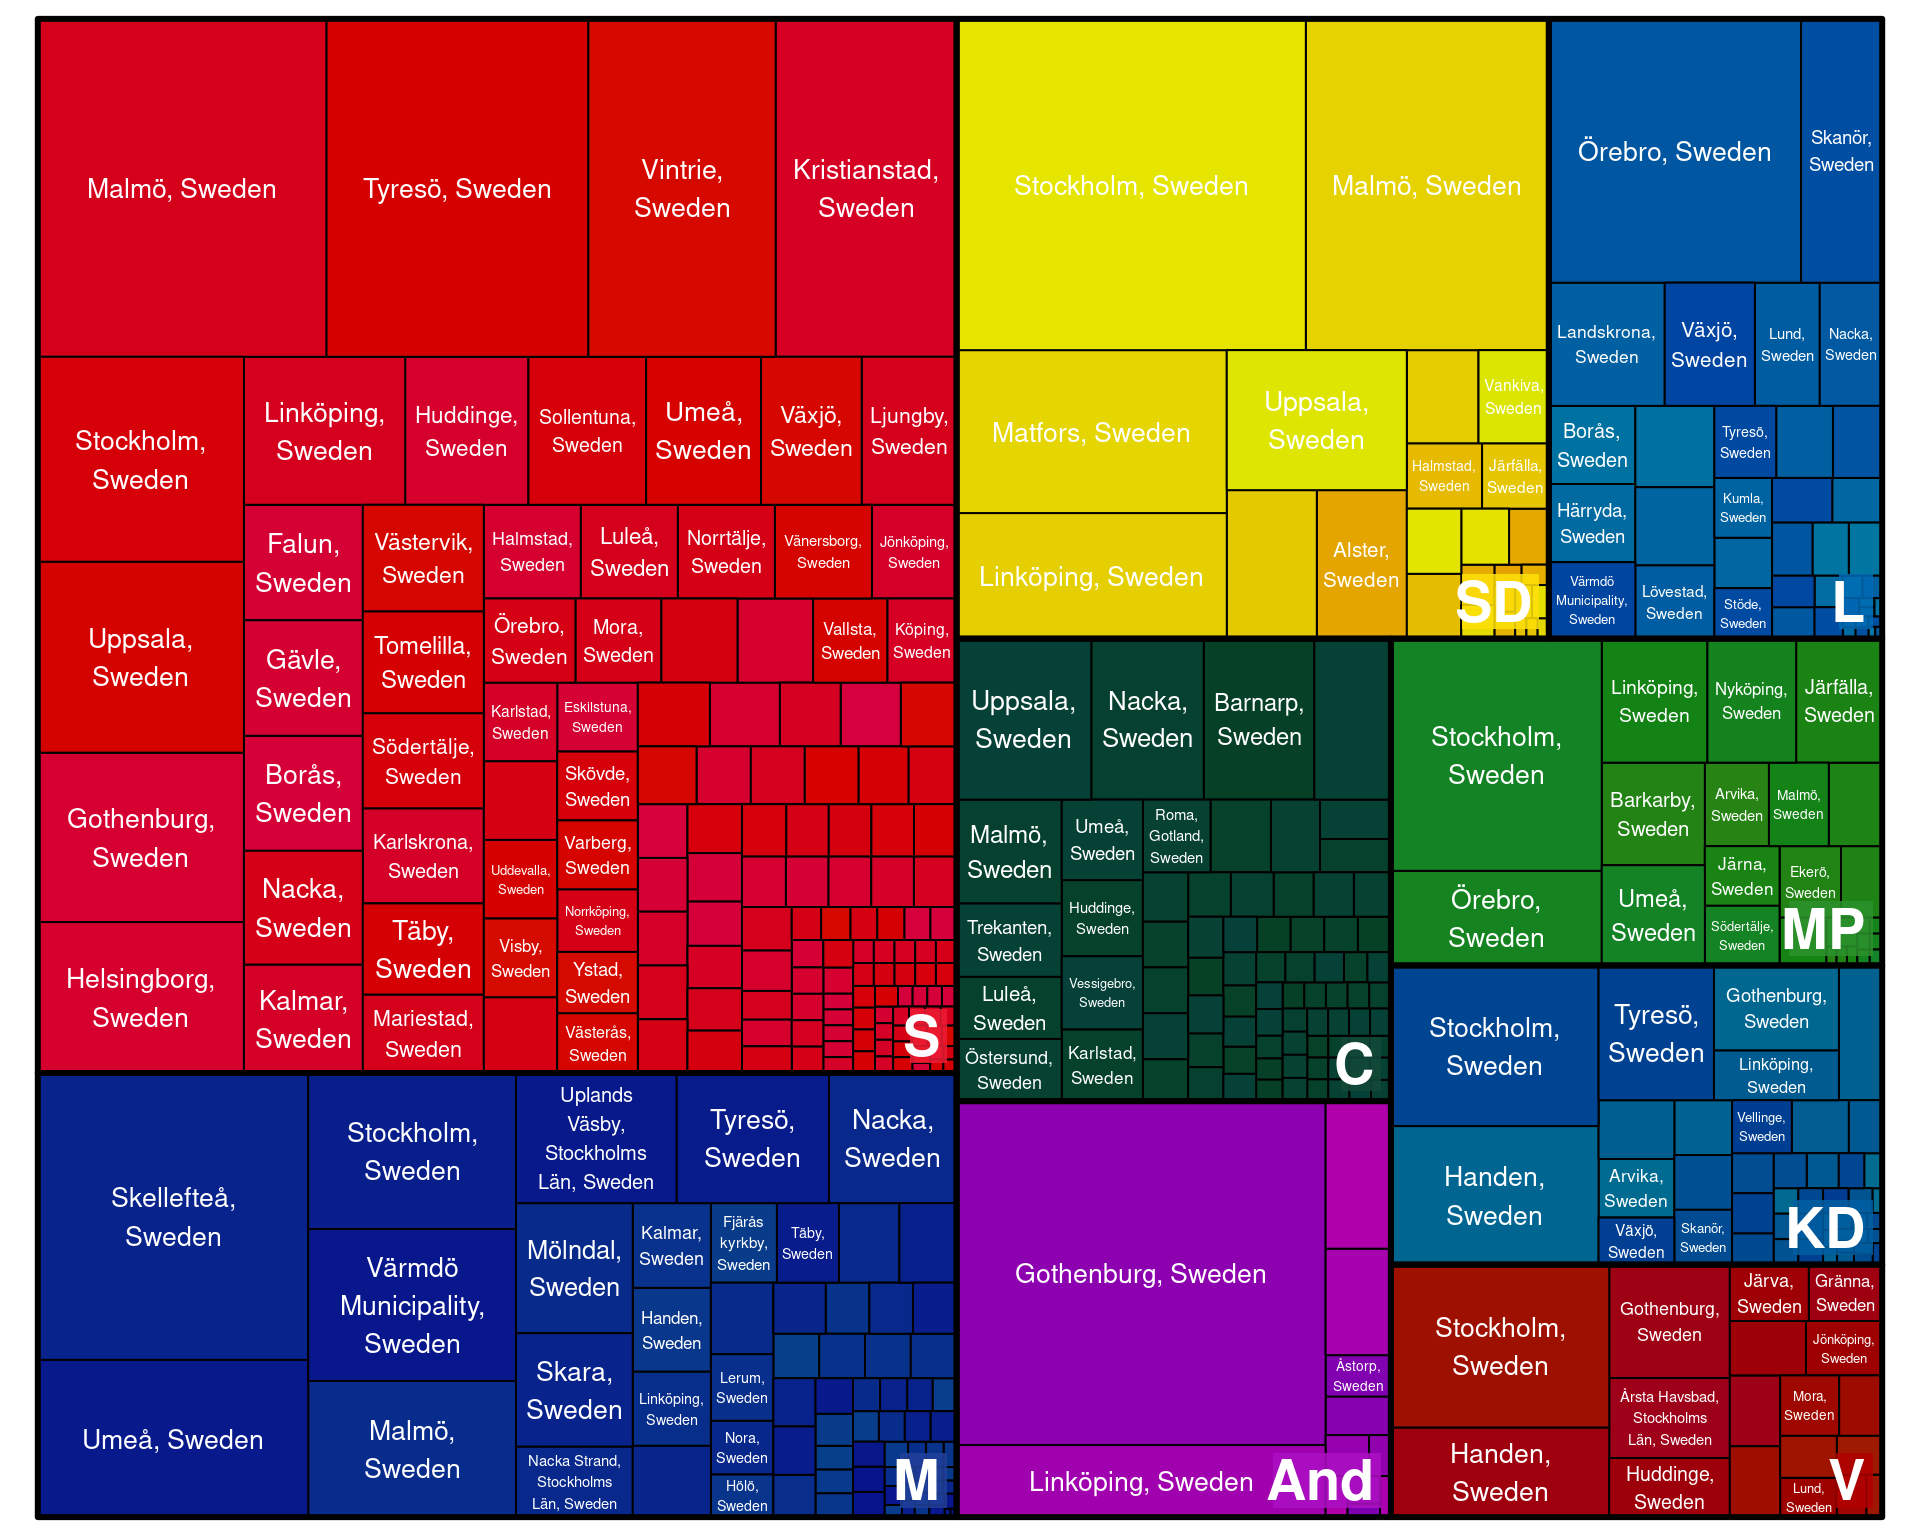 Malmö, Sweden
Tyresö, Sweden
Vintrie,
Sweden
Kristianstad,
Sweden
Stockholm,
Sweden
Linköping,
Sweden
Huddinge,
Sweden
Sollentuna,
Sweden
Umeå,
Sweden
Växjö,
Sweden
Ljungby,
Sweden
Uppsala,
Sweden
Gothenburg,
Sweden
Helsingborg,
Sweden
Falun,
Sweden
Gävle,
Sweden
Borås,
Sweden
Nacka,
Sweden
Kalmar,
Sweden
Västervik,
Sweden
Tomelilla,
Sweden
Södertälje,
Sweden
Karlskrona,
Sweden
Täby,
Sweden
Mariestad,
Sweden
Halmstad,
Sweden
Luleå,
Sweden
Norrtälje,
Sweden
Vänersborg,
Sweden
Jönköping,
Sweden
Örebro,
Sweden
Mora,
Sweden
Vallsta,
Sweden
Köping,
Sweden
Karlstad,
Sweden
Eskilstuna,
Sweden
Skövde,
Sweden
Varberg,
Sweden
Uddevalla,
Sweden
Norrköping,
Sweden
Visby,
Sweden
Ystad,
Sweden
Västerås,
Sweden
S
Skellefteå,
Sweden
Umeå, Sweden
Stockholm,
Sweden
Värmdö
Municipality,
Sweden
Malmö,
Sweden
Uplands
Väsby,
Stockholms
Län, Sweden
Tyresö,
Sweden
Nacka,
Sweden
Mölndal,
Sweden
Skara,
Sweden
Nacka Strand,
Stockholms
Län, Sweden
Kalmar,
Sweden
Handen,
Sweden
Linköping,
Sweden
Fjärås
kyrkby,
Sweden
Täby,
Sweden
Lerum,
Sweden
Nora,
Sweden
Hölö,
Sweden
M
Stockholm, Sweden
Malmö, Sweden
Matfors, Sweden
Linköping, Sweden
Uppsala,
Sweden
Alster,
Sweden
Vankiva,
Sweden
Halmstad,
Sweden
Järfälla,
Sweden
SD
Örebro, Sweden
Skanör,
Sweden
Landskrona,
Sweden
Växjö,
Sweden
Lund,
Sweden
Nacka,
Sweden
Borås,
Sweden
Härryda,
Sweden
Värmdö
Municipality,
Sweden
Lövestad,
Sweden
Tyresö,
Sweden
Kumla,
Sweden
Stöde,
Sweden
L
Uppsala,
Sweden
Nacka,
Sweden
Barnarp,
Sweden
Malmö,
Sweden
Trekanten,
Sweden
Luleå,
Sweden
Östersund,
Sweden
Umeå,
Sweden
Huddinge,
Sweden
Vessigebro,
Sweden
Karlstad,
Sweden
Roma,
Gotland,
Sweden
C
Gothenburg, Sweden
Linköping, Sweden
Åstorp,
Sweden
And
Stockholm,
Sweden
Örebro,
Sweden
Linköping,
Sweden
Nyköping,
Sweden
Järfälla,
Sweden
Barkarby,
Sweden
Umeå,
Sweden
Arvika,
Sweden
Malmö,
Sweden
Järna,
Sweden
Södertälje,
Sweden
Ekerö,
Sweden
MP
Stockholm,
Sweden
Handen,
Sweden
Tyresö,
Sweden
Gothenburg,
Sweden
Linköping,
Sweden
Arvika,
Sweden
Växjö,
Sweden
Skanör,
Sweden
Vellinge,
Sweden
KD
Stockholm,
Sweden
Handen,
Sweden
Gothenburg,
Sweden
Årsta Havsbad,
Stockholms
Län, Sweden
Huddinge,
Sweden
Järva,
Sweden
Gränna,
Sweden
Jönköping,
Sweden
Mora,
Sweden
Lund,
Sweden
V